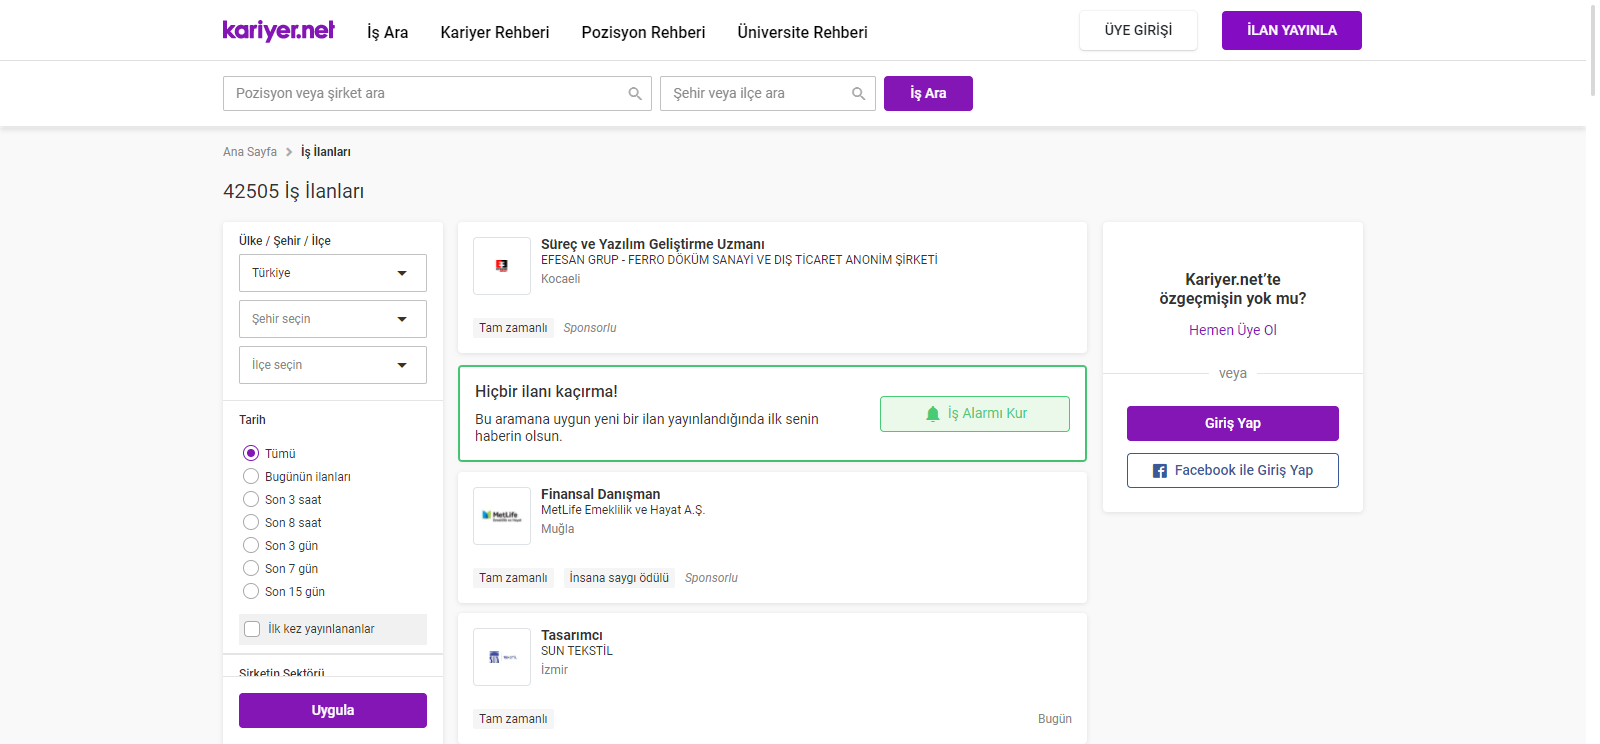 kariyer.net
İş Ara
Kariyer Rehberi
Pozisyon Rehberi
Üniversite Rehberi
ÜYE GİRİŞİ
İLAN YAYINLA
Pozisyon veya şirket ara
Şehir veya ilçe ara
İş Ara
Ana Sayfa
İş İlanları
42505 İş İlanları
Ülke / Şehir / İlçe
Türkiye
Şehir seçin
İlçe seçin
Tarih
Tümü
Bugünün ilanları
Son 3 saat
Son 8 saat
Son 3 gün
Son 7 gün
Son 15 gün
İlk kez yayınlananlar
Şirketin Sektörü
Uygula
Süreç ve Yazılım Geliştirme Uzmanı
EFESAN GRUP - FERRO DÖKÜM SANAYİ VE DIŞ TİCARET ANONİM ŞİRKETİ
Kocaeli
Tam zamanlı
Sponsorlu
Hiçbir ilanı kaçırma!
Bu aramana uygun yeni bir ilan yayınlandığında ilk senin
haberin olsun.
İş Alarmı Kur
MetLife
Finansal Danışman
MetLife Emeklilik ve Hayat A.Ş.
Muğla
Tam zamanlı
İnsana saygı ödülü
Sponsorlu
Tasarımcı
SUN TEKSTİL
İzmir
Tam zamanlı
Bugün
Kariyer.net'te
özgeçmişin yok mu?
Hemen Üye Ol
veya
Giriş Yap
Facebook ile Giriş Yap